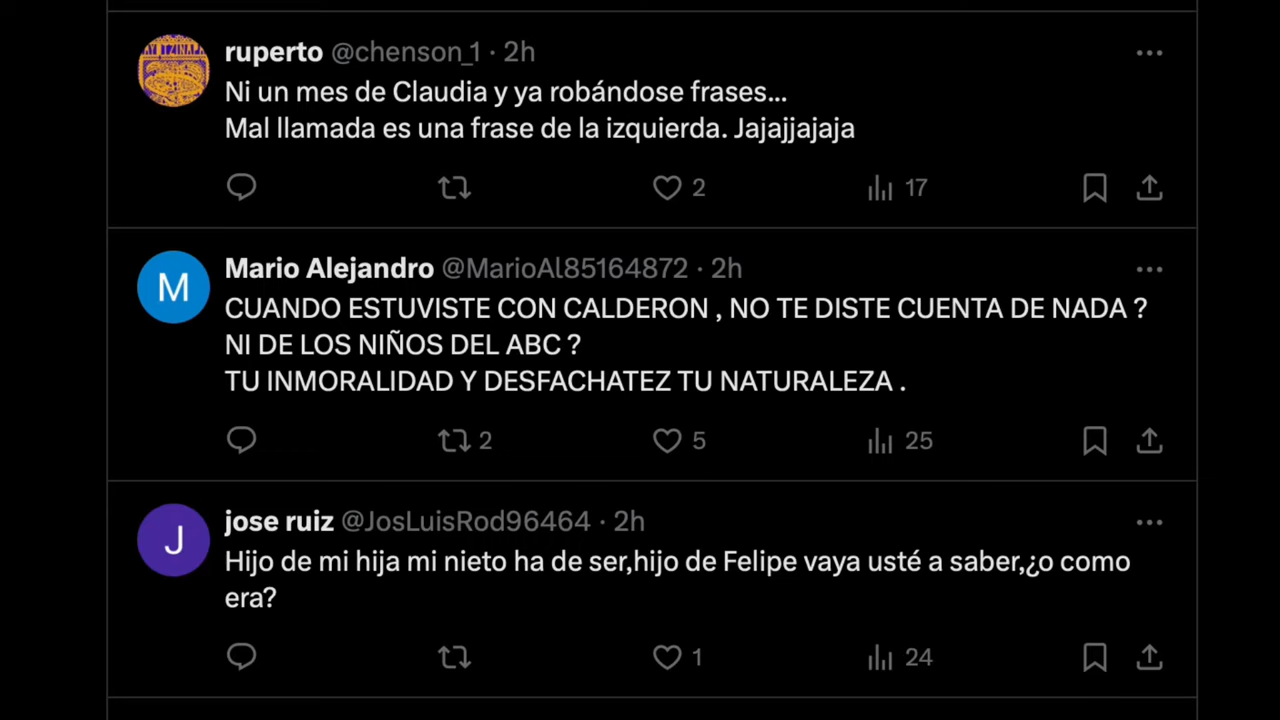 ruperto @chenson_1 · 2h
Ni un mes de Claudia y ya robándose frases...
Mal llamada es una frase de la izquierda. Jajajjajaja
2 17
Mario Alejandro @MarioAl85164872 · 2h
CUANDO ESTUVISTE CON CALDERON , NO TE DISTE CUENTA DE NADA ?
NI DE LOS NIÑOS DEL ABC ?
TU INMORALIDAD Y DESFACHATEZ TU NATURALEZA .
2 5 25
jose ruiz @JosLuisRod96464 · 2h
Hijo de mi hija mi nieto ha de ser,hijo de Felipe vaya usté a saber,¿o como
era?
1 24